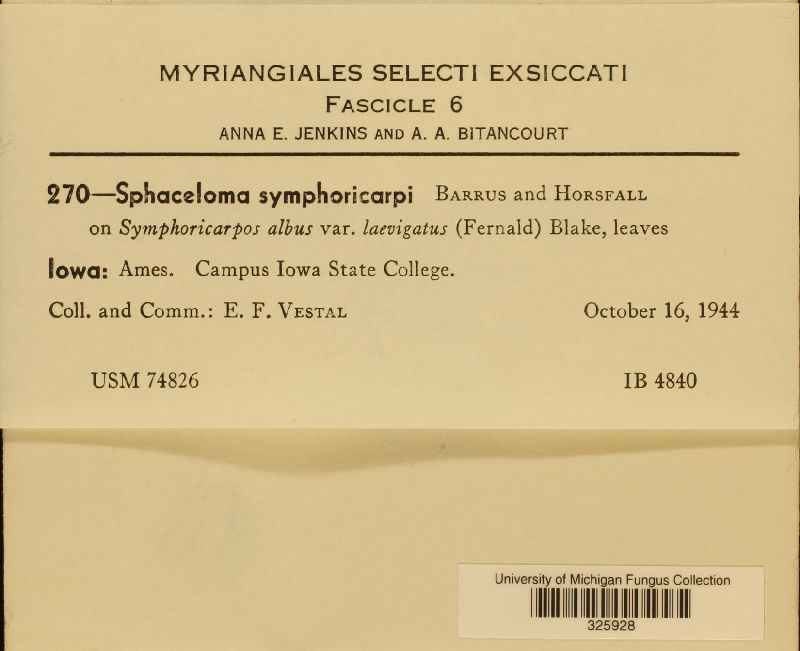 MYRIANGIALES SELECTI EXSICCATI
FASCICLE 6
ANNA E. JENKINS AND A. A. BITANCOURT
270—Sphaceloma symphoricarpi BARRUS and HORSFALL
on Symphoricarpos albus var. laevigatus (Fernald) Blake, leaves
Iowa: Ames. Campus Iowa State College.
Coll. and Comm.: E. F. VESTAL October 16, 1944
USM 74826 IB 4840
University of Michigan Fungus Collection
325928